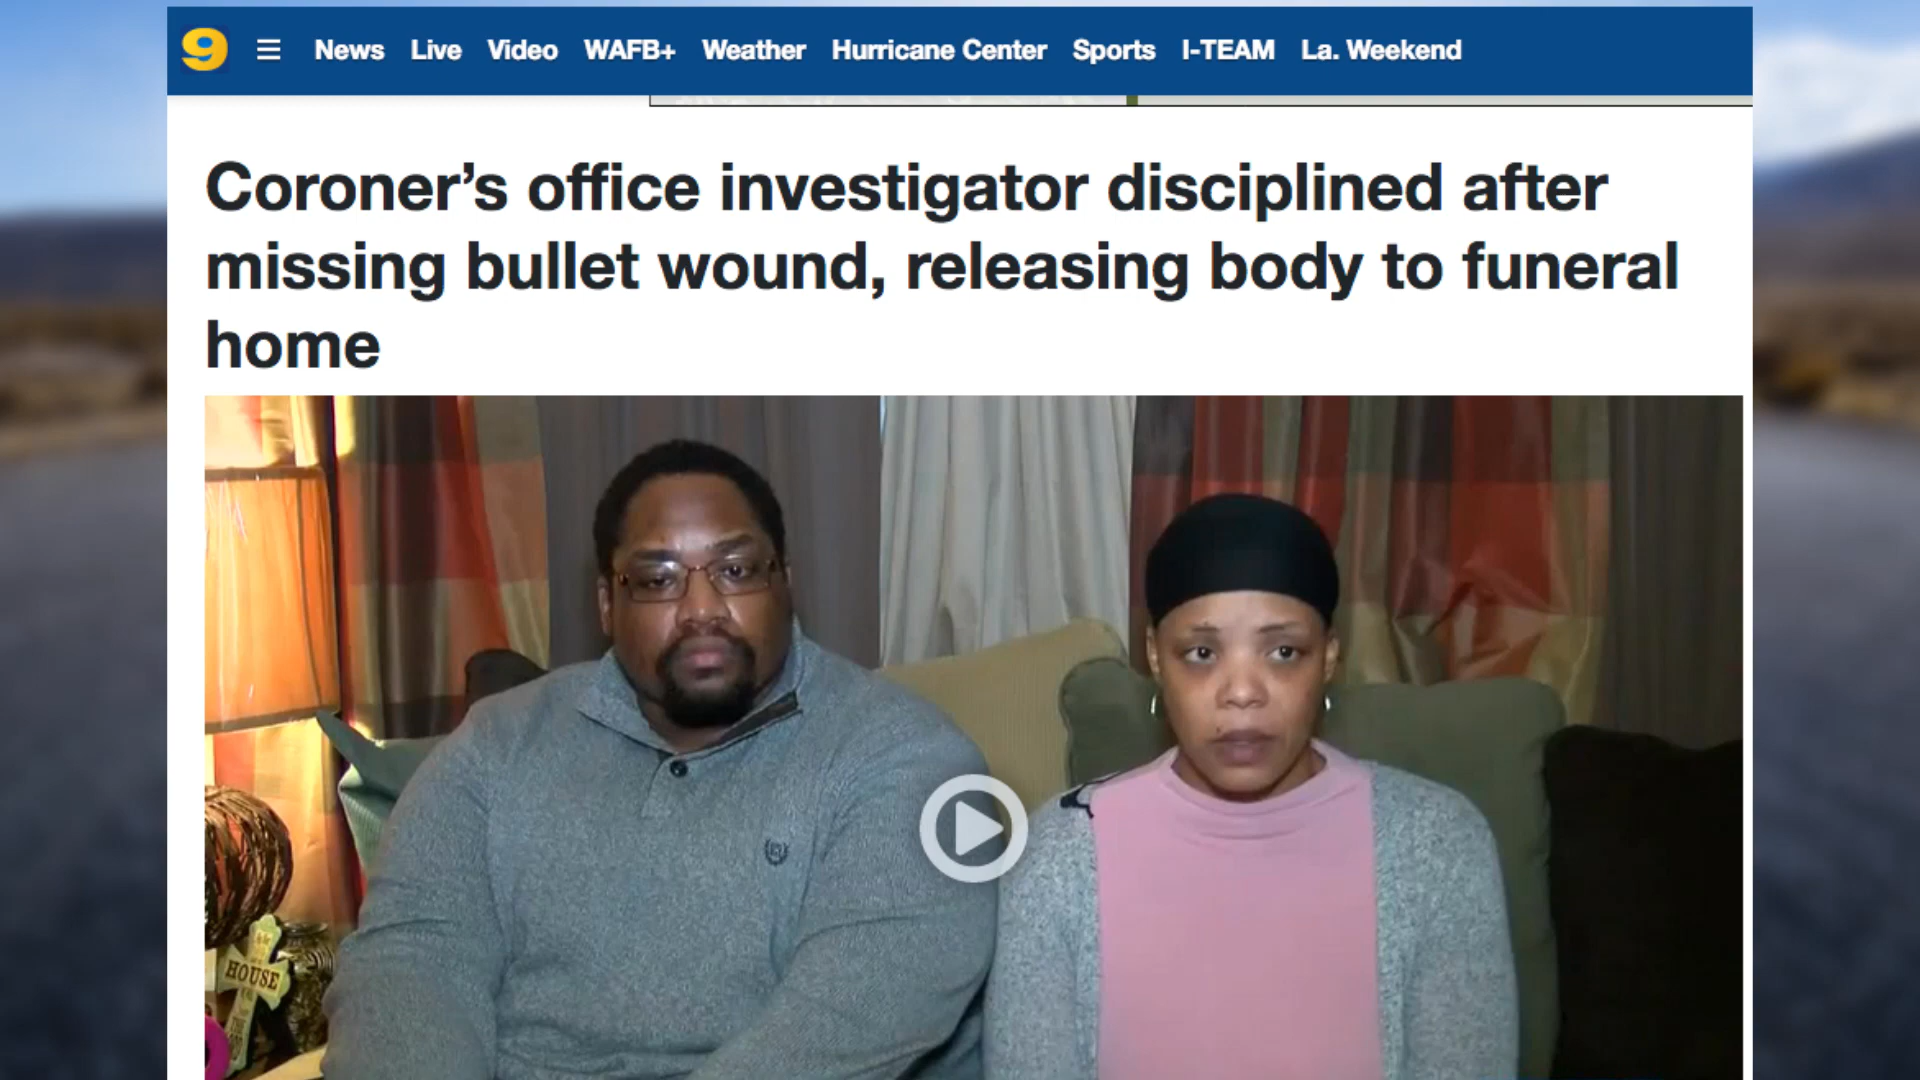 9 News Live Video WAFB+ Weather Hurricane Center Sports I-TEAM La. Weekend
Coroner’s office investigator disciplined after
missing bullet wound, releasing body to funeral
home
HOUSE